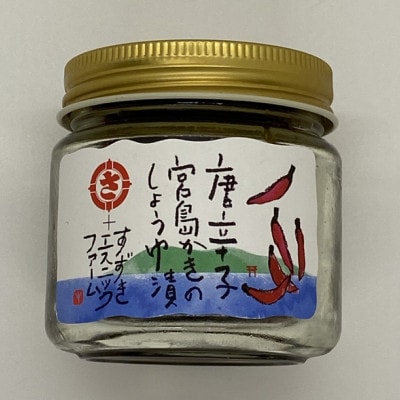 唐辛子
宮島かきの
しょうゆ漬
さ
+
すずき
エスニック
ファーム